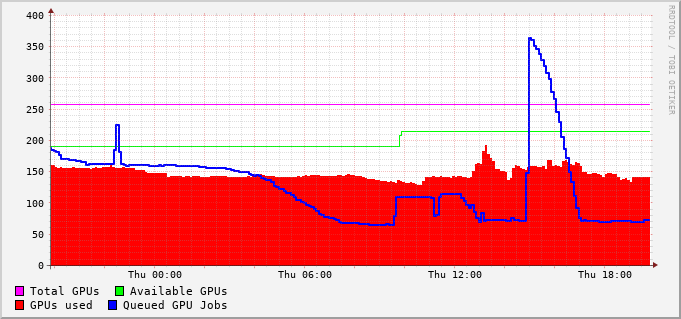 400
350
300
250
200
150
100
50
0
Thu 00:00 Thu 06:00 Thu 12:00 Thu 18:00
Total GPUs Available GPUs
GPUs used Queued GPU Jobs
RRDTOOL / TOBI OETIKER